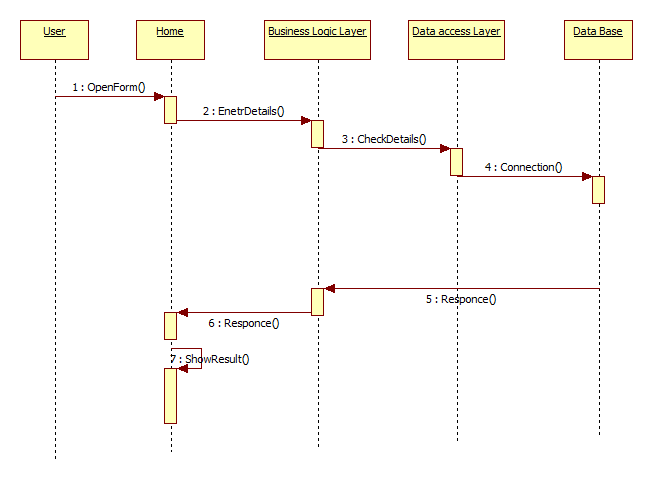 User
Home
Business Logic Layer
Data access Layer
Data Base
1 : OpenForm()
2 : EnetrDetails()
3 : CheckDetails()
4 : Connection()
5 : Responce()
6 : Responce()
7 : ShowResult()